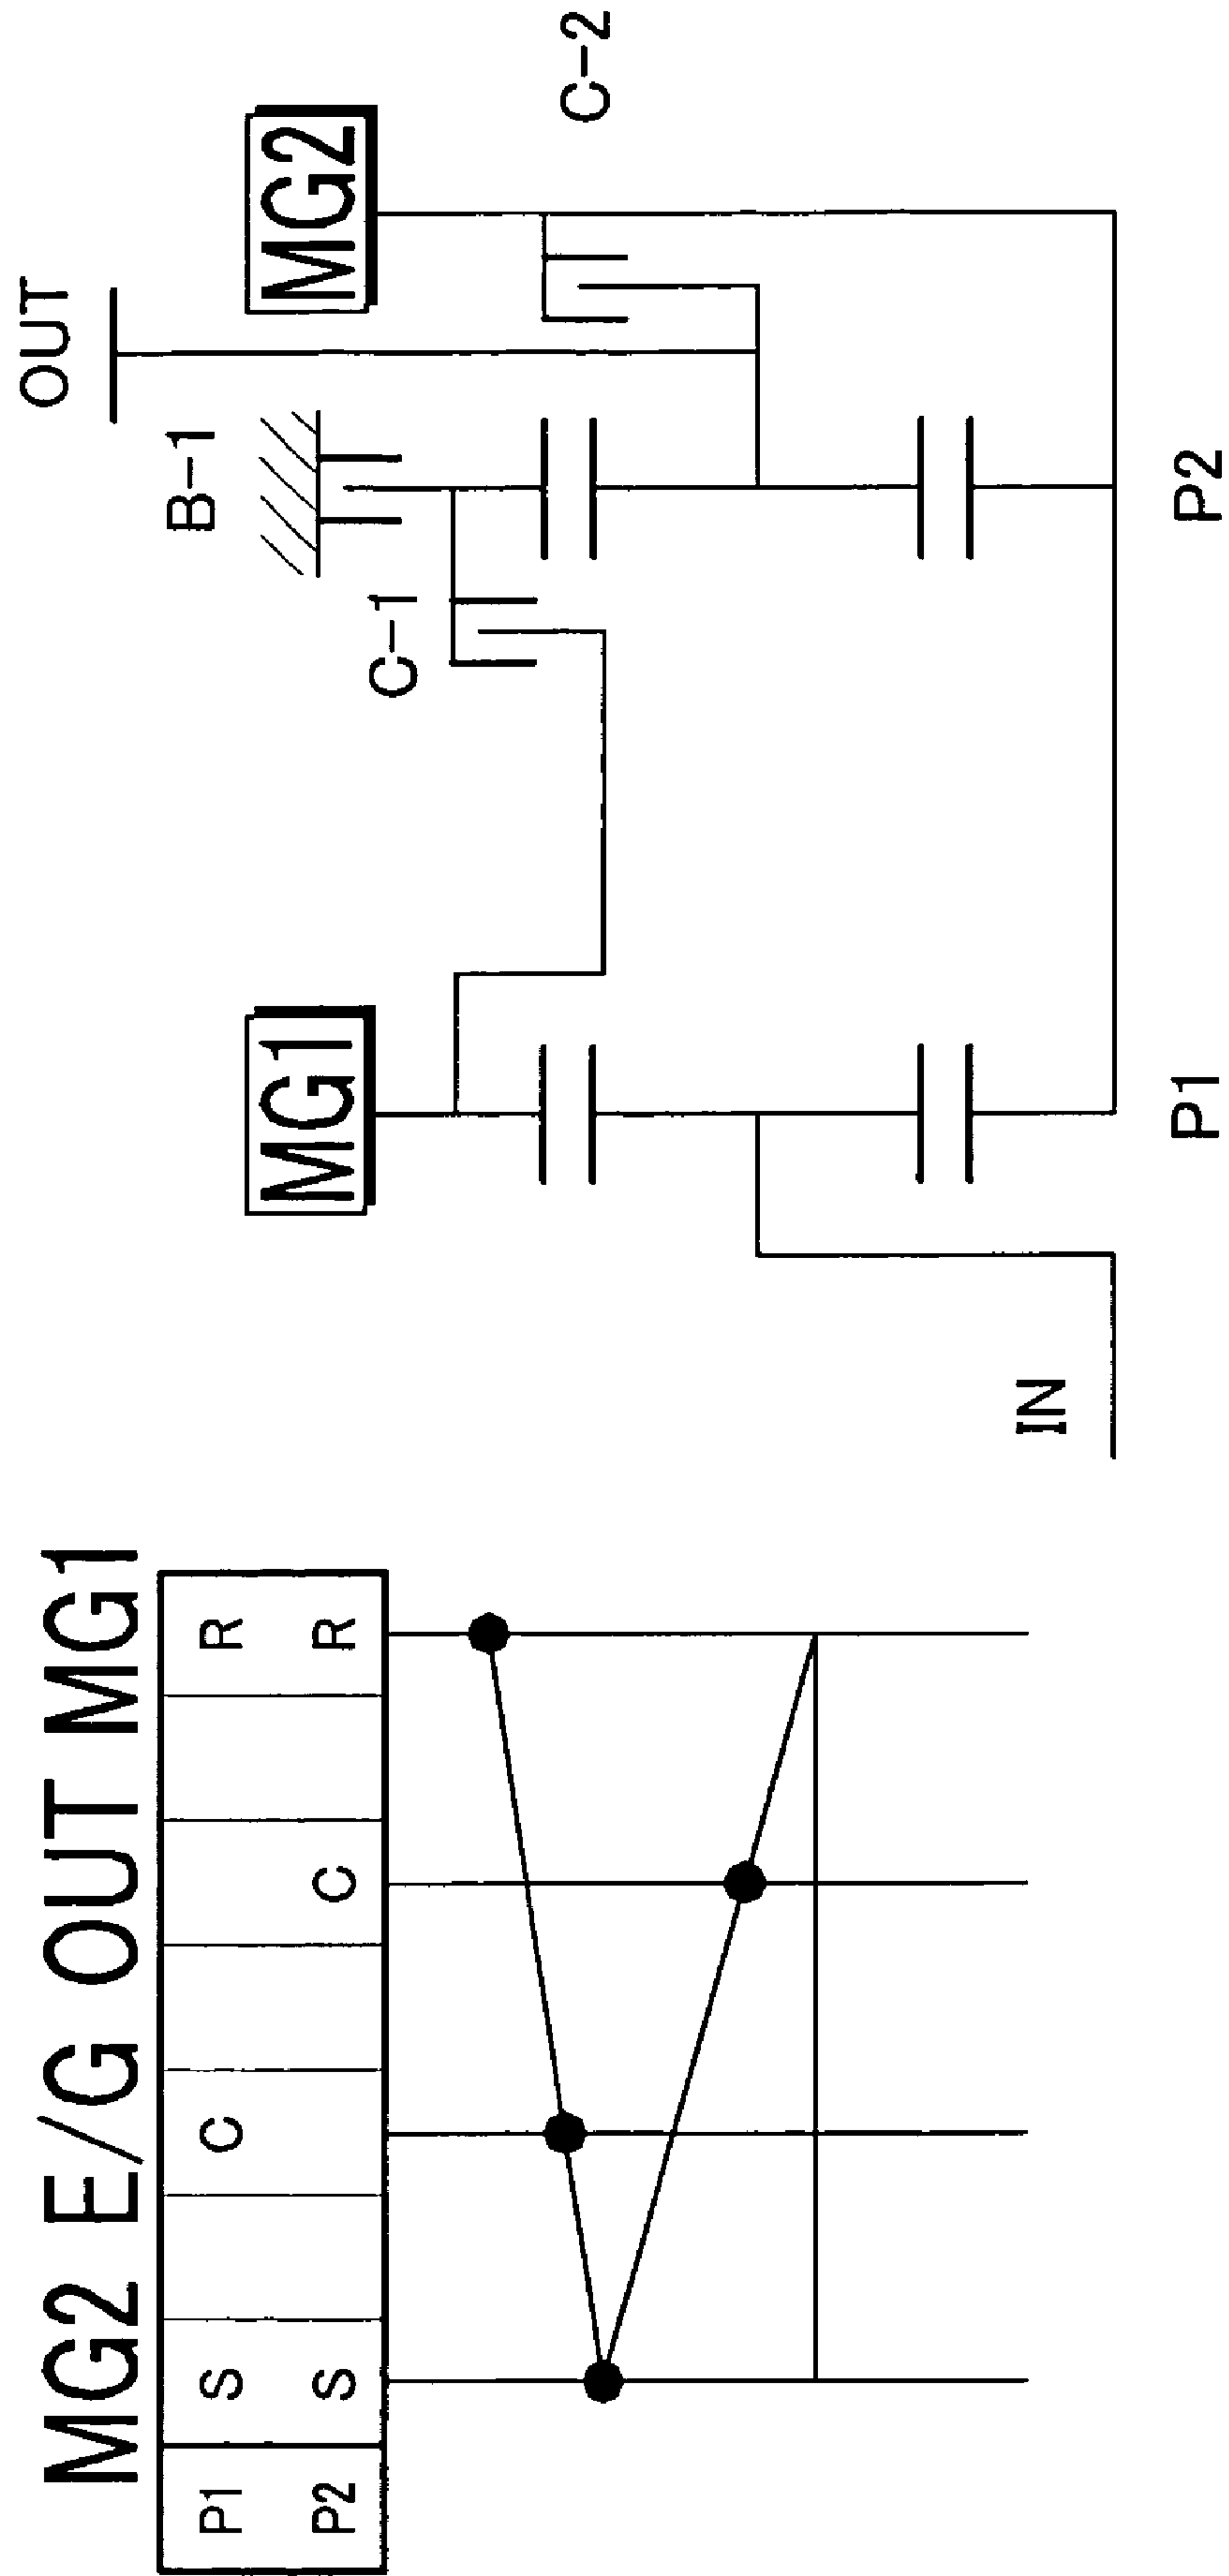 MG2 E/G OUT MG1
P1 S C R
P2 S C R
OUT
B-1
MG1
MG2
C-1
C-2
IN
P1
P2